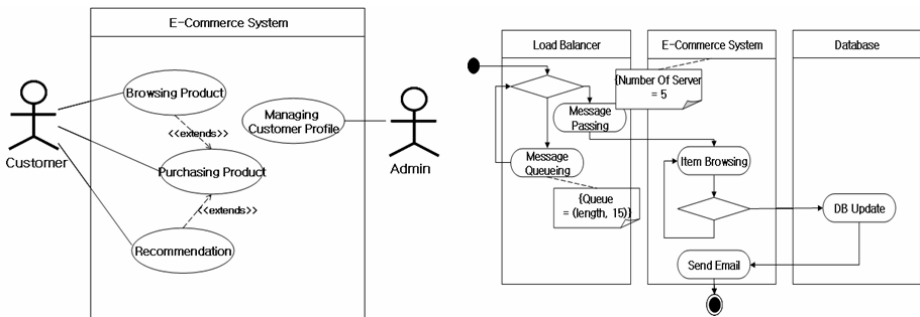 E-Commerce System
Browsing Product
<<extends>>
Managing
Customer Profile
Customer
Purchasing Product
Admin
<<extends>>
Recommendation
Load Balancer
E-Commerce System
Database
{Number Of Server
= 5
Message
Passing
Message
Queueing
Item Browsing
{Queue
= (length, 15)}
DB Update
Send Email